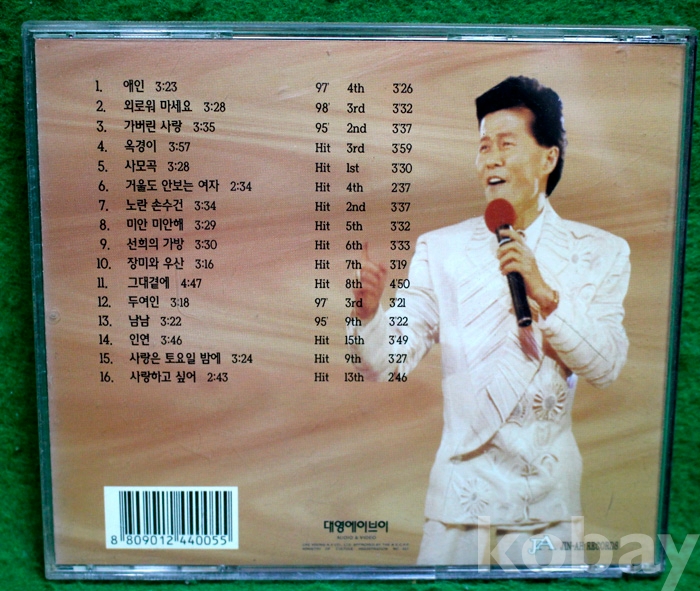 1. 애인 3:23 97' 4th 3'26
2. 외로워 마세요 3:28 98' 3rd 3'32
3. 가버린 사랑 3:35 95' 2nd 3'37
4. 옥경이 3:57 Hit 3rd 3'59
5. 사모곡 3:28 Hit 1st 3'30
6. 거울도 안보는 여자 2:34 Hit 4th 2'37
7. 노란 손수건 3:34 Hit 2nd 3'37
8. 미안 미안해 3:29 Hit 5th 3'32
9. 선희의 가방 3:30 Hit 6th 3'33
10. 장미와 우산 3:16 Hit 7th 3'19
11. 그대곁에 4:47 Hit 8th 4'50
12. 두여인 3:18 97' 3rd 3'21
13. 남남 3:22 95' 9th 3'22
14. 인연 3:46 Hit 15th 3'49
15. 사랑은 토요일 밤에 3:24 Hit 9th 3'27
16. 사랑하고 싶어 2:43 Hit 13th 2'46
8 809012 440055
대영에이브이
AUDIO & VIDEO
JA JIN-AH RECORDS
kobay